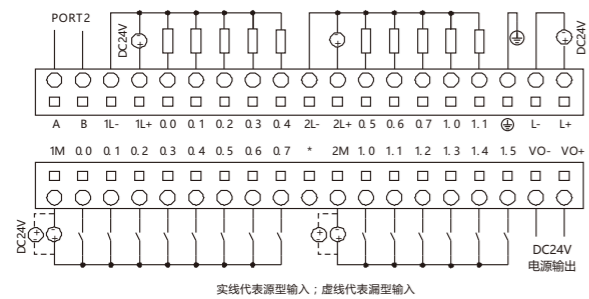 PORT2
DC24V
DC24V
A B 1L- 1L+ 0.0 0.1 0.2 0.3 0.4 2L- 2L+ 0.5 0.6 0.7 1.0 1.1 L- L+
1M 0.0 0.1 0.2 0.3 0.4 0.5 0.6 0.7 * 2M 1.0 1.1 1.2 1.3 1.4 1.5 VO- VO+
DC24V
DC24V
DC24V
电源输出
实线代表源型输入；虚线代表漏型输入